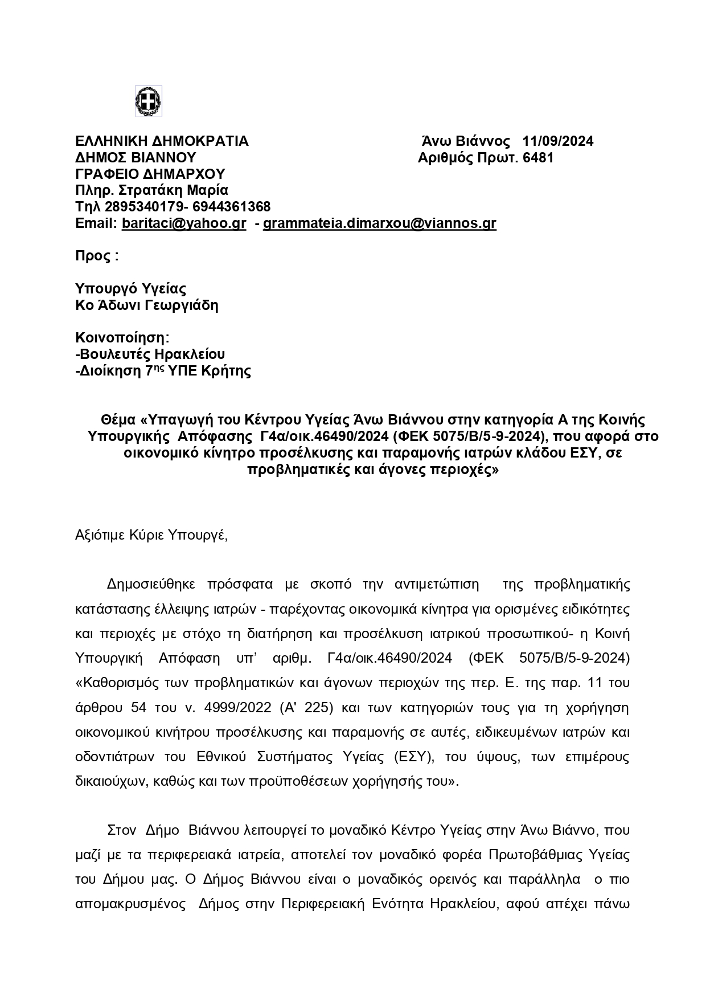 ΕΛΛΗΝΙΚΗ ΔΗΜΟΚΡΑΤΙΑ Άνω Βιάννος 11/09/2024
ΔΗΜΟΣ ΒΙΑΝΝΟΥ Αριθμός Πρωτ. 6481
ΓΡΑΦΕΙΟ ΔΗΜΑΡΧΟΥ
Πληρ. Στρατάκη Μαρία
Τηλ 2895340179- 6944361368
Email: baritaci@yahoo.gr - grammateia.dimarxou@viannos.gr
Προς :
Υπουργό Υγείας
Κο Άδωνι Γεωργιάδη
Κοινοποίηση:
-Βουλευτές Ηρακλείου
-Διοίκηση 7ης ΥΠΕ Κρήτης
Θέμα «Υπαγωγή του Κέντρου Υγείας Άνω Βιάννου στην κατηγορία Α της Κοινής
Υπουργικής Απόφασης Γ4α/οικ.46490/2024 (ΦΕΚ 5075/Β/5-9-2024), που αφορά στο
οικονομικό κίνητρο προσέλκυσης και παραμονής ιατρών κλάδου ΕΣΥ, σε
προβληματικές και άγονες περιοχές»
Αξιότιμε Κύριε Υπουργέ,
Δημοσιεύθηκε πρόσφατα με σκοπό την αντιμετώπιση της προβληματικής
κατάστασης έλλειψης ιατρών - παρέχοντας οικονομικά κίνητρα για ορισμένες ειδικότητες
και περιοχές με στόχο τη διατήρηση και προσέλκυση ιατρικού προσωπικού- η Κοινή
Υπουργική Απόφαση υπ’ αριθμ. Γ4α/οικ.46490/2024 (ΦΕΚ 5075/Β/5-9-2024)
«Καθορισμός των προβληματικών και άγονων περιοχών της περ. Ε. της παρ. 11 του
άρθρου 54 του ν. 4999/2022 (Α' 225) και των κατηγοριών τους για τη χορήγηση
οικονομικού κινήτρου προσέλκυσης και παραμονής σε αυτές, ειδικευμένων ιατρών και
οδοντιάτρων του Εθνικού Συστήματος Υγείας (ΕΣΥ), του ύψους, των επιμέρους
δικαιούχων, καθώς και των προϋποθέσεων χορήγησής του».
Στον Δήμο Βιάννου λειτουργεί το μοναδικό Κέντρο Υγείας στην Άνω Βιάννο, που
μαζί με τα περιφερειακά ιατρεία, αποτελεί τον μοναδικό φορέα Πρωτοβάθμιας Υγείας
του Δήμου μας. Ο Δήμος Βιάννου είναι ο μοναδικός ορεινός και παράλληλα ο πιο
απομακρυσμένος Δήμος στην Περιφερειακή Ενότητα Ηρακλείου, αφού απέχει πάνω